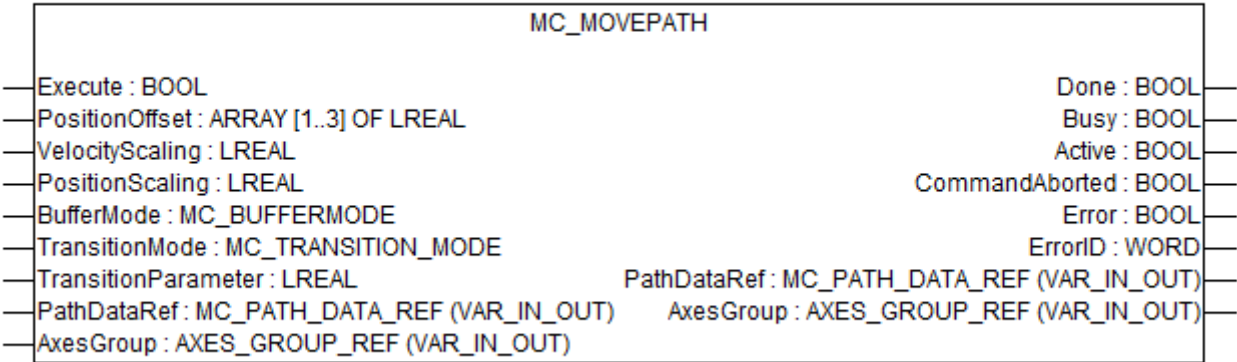 MC_MOVEPATH
Execute : BOOL Done : BOOL
PositionOffset : ARRAY [1..3] OF LREAL Busy : BOOL
VelocityScaling : LREAL Active : BOOL
PositionScaling : LREAL CommandAborted : BOOL
BufferMode : MC_BUFFERMODE Error : BOOL
TransitionMode : MC_TRANSITION_MODE ErrorID : WORD
TransitionParameter : LREAL PathDataRef : MC_PATH_DATA_REF (VAR_IN_OUT)
PathDataRef : MC_PATH_DATA_REF (VAR_IN_OUT) AxesGroup : AXES_GROUP_REF (VAR_IN_OUT)
AxesGroup : AXES_GROUP_REF (VAR_IN_OUT)